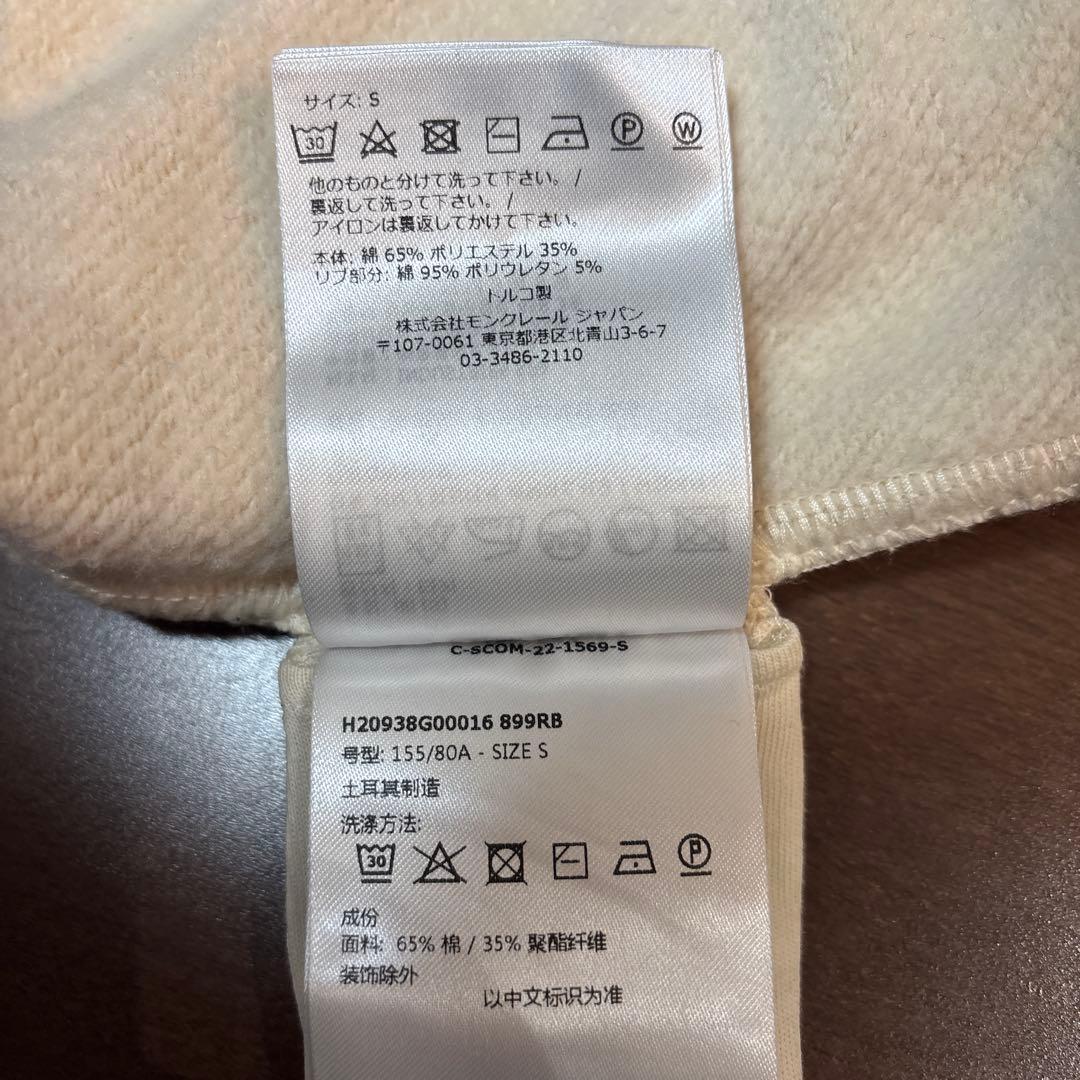 サイズ: S
30 P W
他のものと分けて洗って下さい。/
裏返して洗って下さい。/
アイロンは裏返してかけて下さい。
本体: 綿 65% ポリエステル 35%
リブ部分: 綿 95% ポリウレタン 5%
トルコ製
株式会社モンクレール ジャパン
〒107-0061 東京都港区北青山3-6-7
03-3486-2110
C-SCOM-22-1569-S
H20938G00016 899RB
号型: 155/80A - SIZE S
土耳其制造
洗涤方法:
30 P
成份
面料: 65% 棉 / 35% 聚酯纤维
装饰除外
以中文标识为准